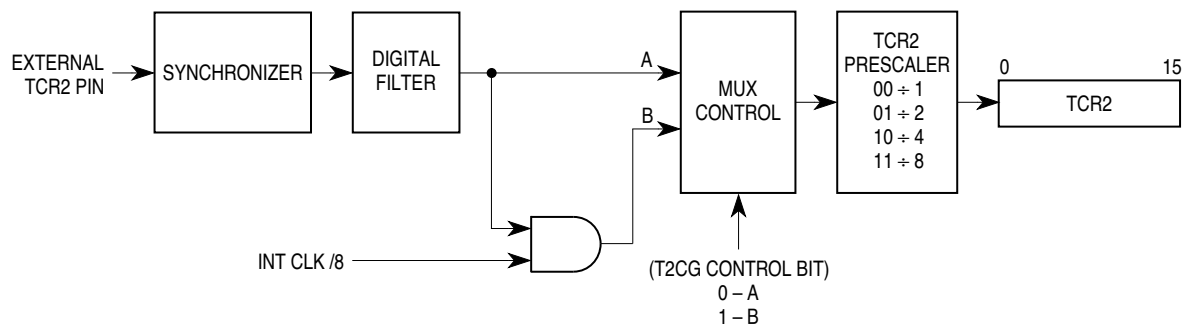 EXTERNAL
TCR2 PIN
SYNCHRONIZER
DIGITAL
FILTER
A
B
MUX
CONTROL
TCR2
PRESCALER
00 ÷ 1
01 ÷ 2
10 ÷ 4
11 ÷ 8
0 15
TCR2
INT CLK /8
(T2CG CONTROL BIT)
0 – A
1 – B